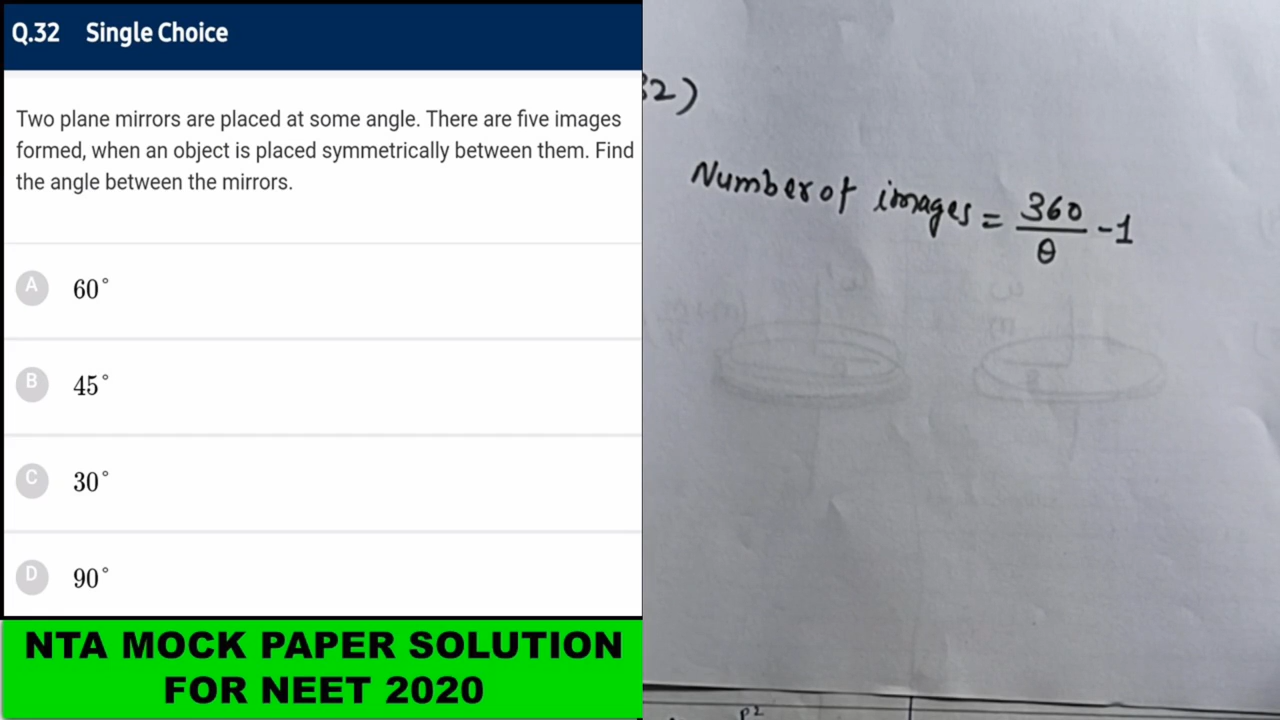 Q.32 Single Choice
Two plane mirrors are placed at some angle. There are five images
formed, when an object is placed symmetrically between them. Find
the angle between the mirrors.
A 60°
B 45°
C 30°
D 90°
NTA MOCK PAPER SOLUTION
FOR NEET 2020
32)
Number of images = 360/θ - 1
p2